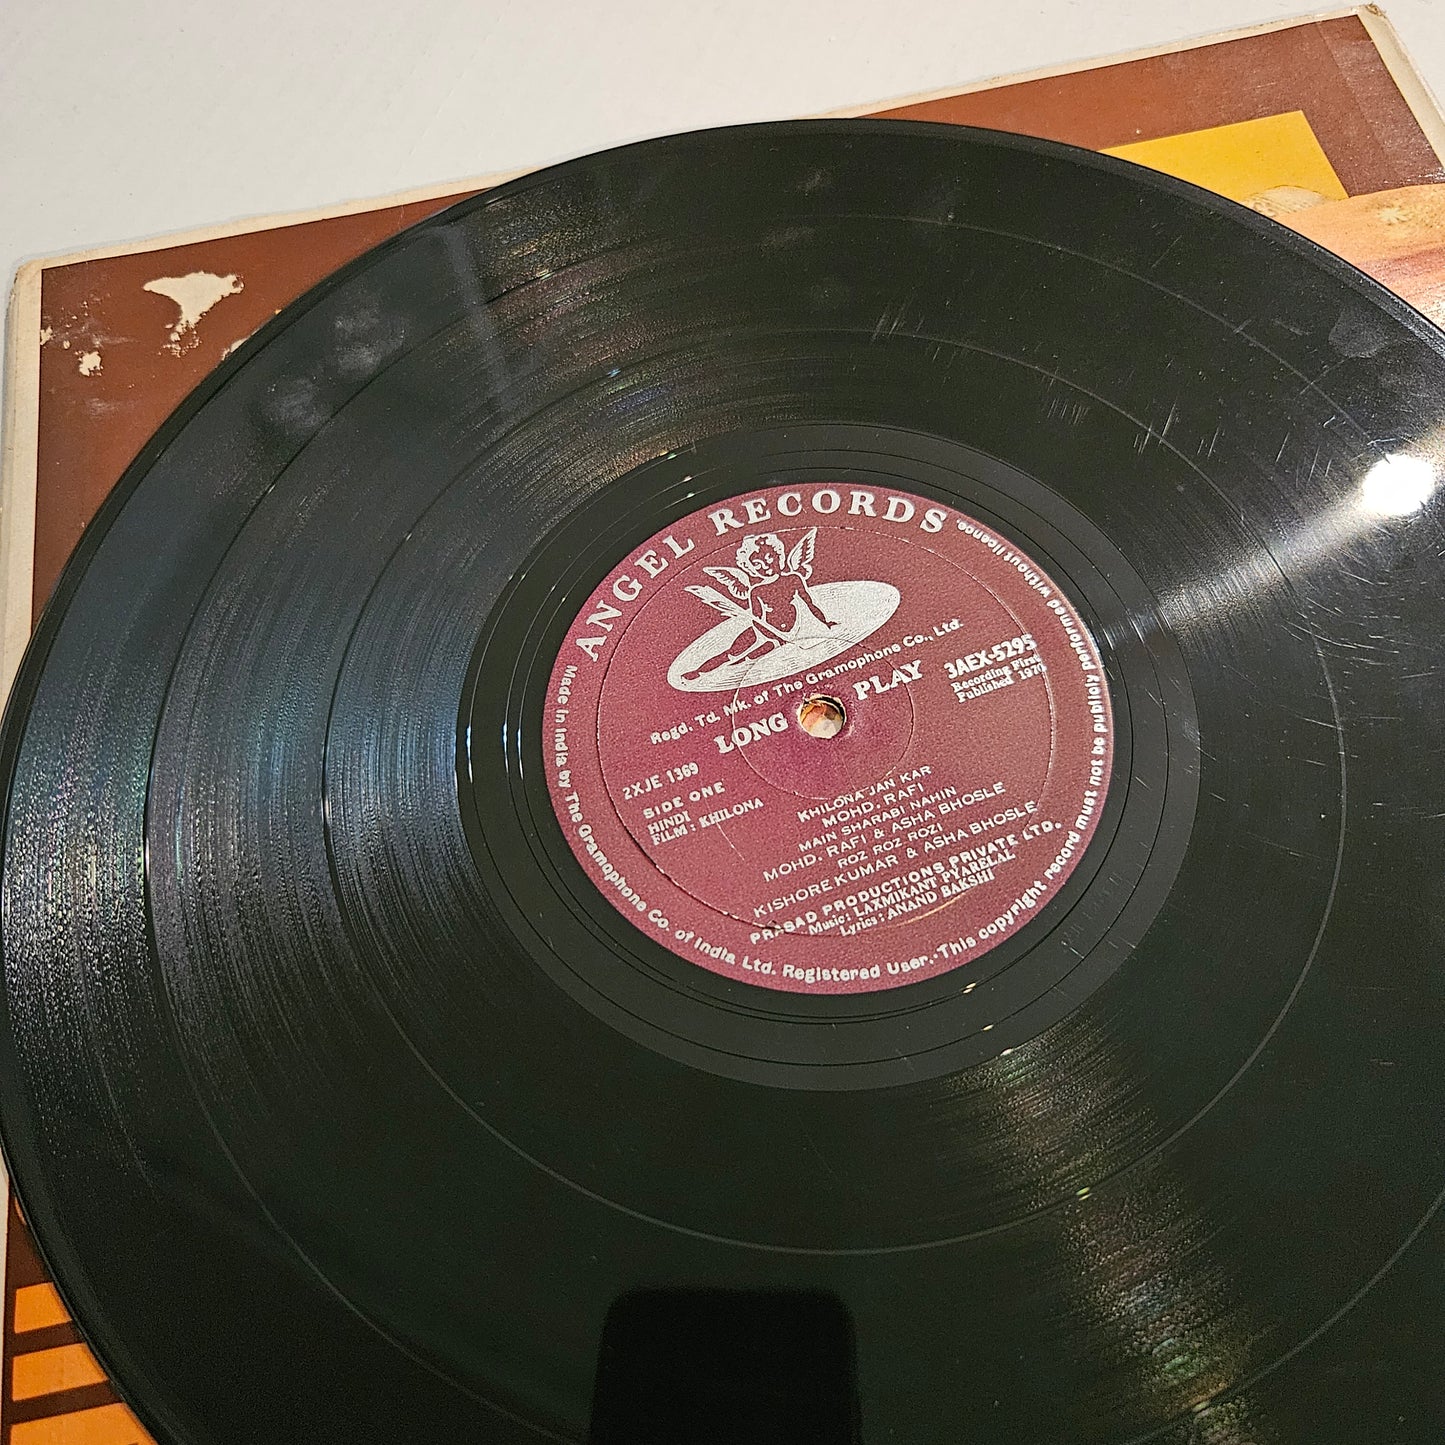 ANGEL RECORDS
Regd. Td. Mk. of The Gramophone Co., Ltd.
LONG PLAY
3AEX-5295
Recording First
Published 1970
2XJE 1369
SIDE ONE
HINDI
FILM : KHILONA
KHILONA JAN KAR
MOHD. RAFI
MAIN SHARABI NAHIN
MOHD. RAFI & ASHA BHOSLE
ROZ ROZ ROZI
KISHORE KUMAR & ASHA BHOSLE
PRASAD PRODUCTIONS PRIVATE LTD.
Music: LAXMIKANT PYARELAL
Lyrics : ANAND BAKSHI
Made in India by The Gramophone Co. of India Ltd. Registered User.·This copyright record must not be publicly performed without licence.